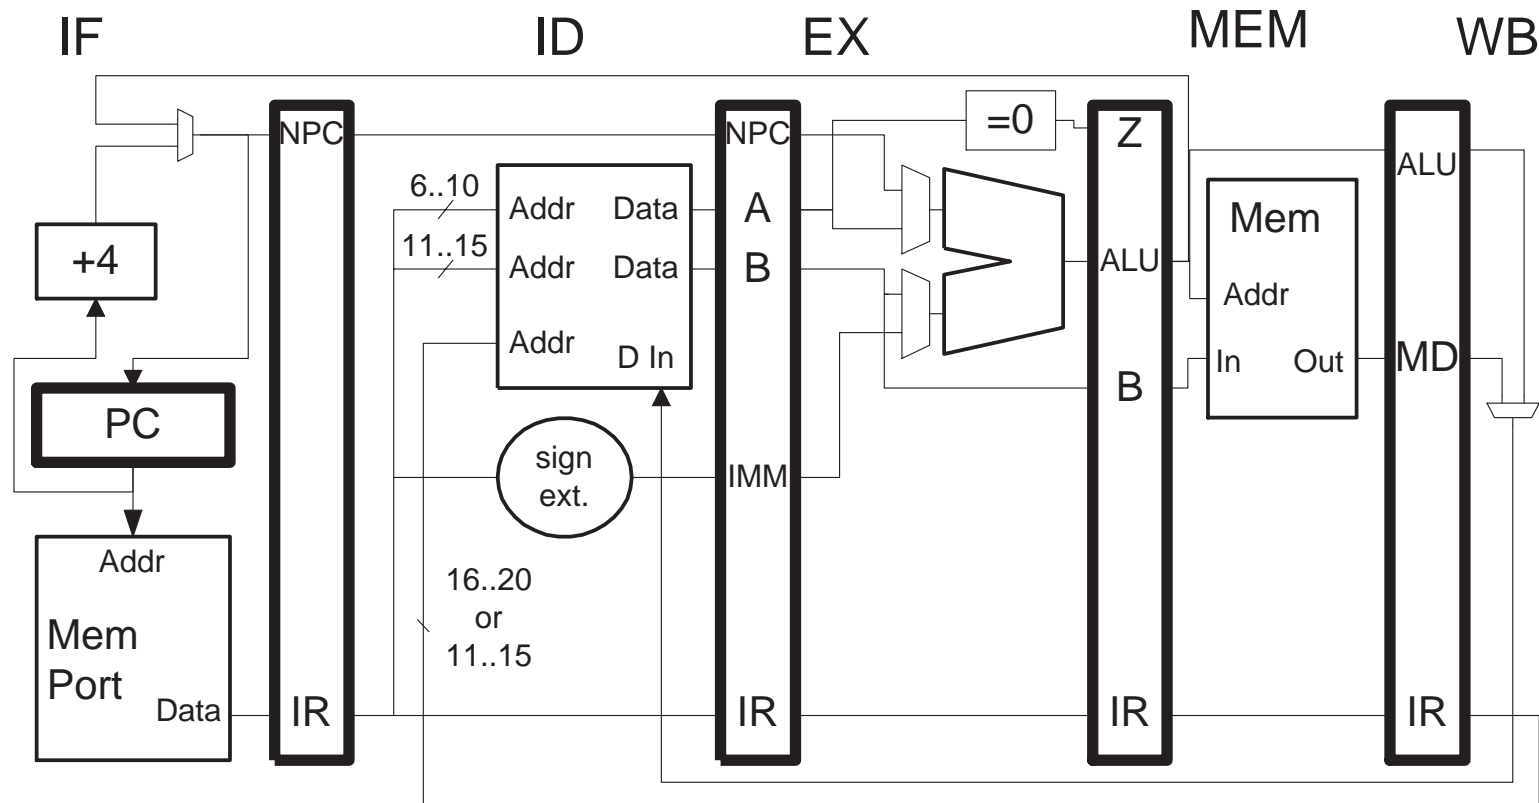 IF
ID
EX
MEM
WB
NPC
NPC
=0
Z
ALU
6..10
Addr
Data
A
Mem
11..15
Addr
Data
B
ALU
+4
Addr
Addr
D In
In
Out
MD
PC
B
sign
ext.
IMM
Addr
16..20
or
11..15
Mem
Port
Data
IR
IR
IR
IR